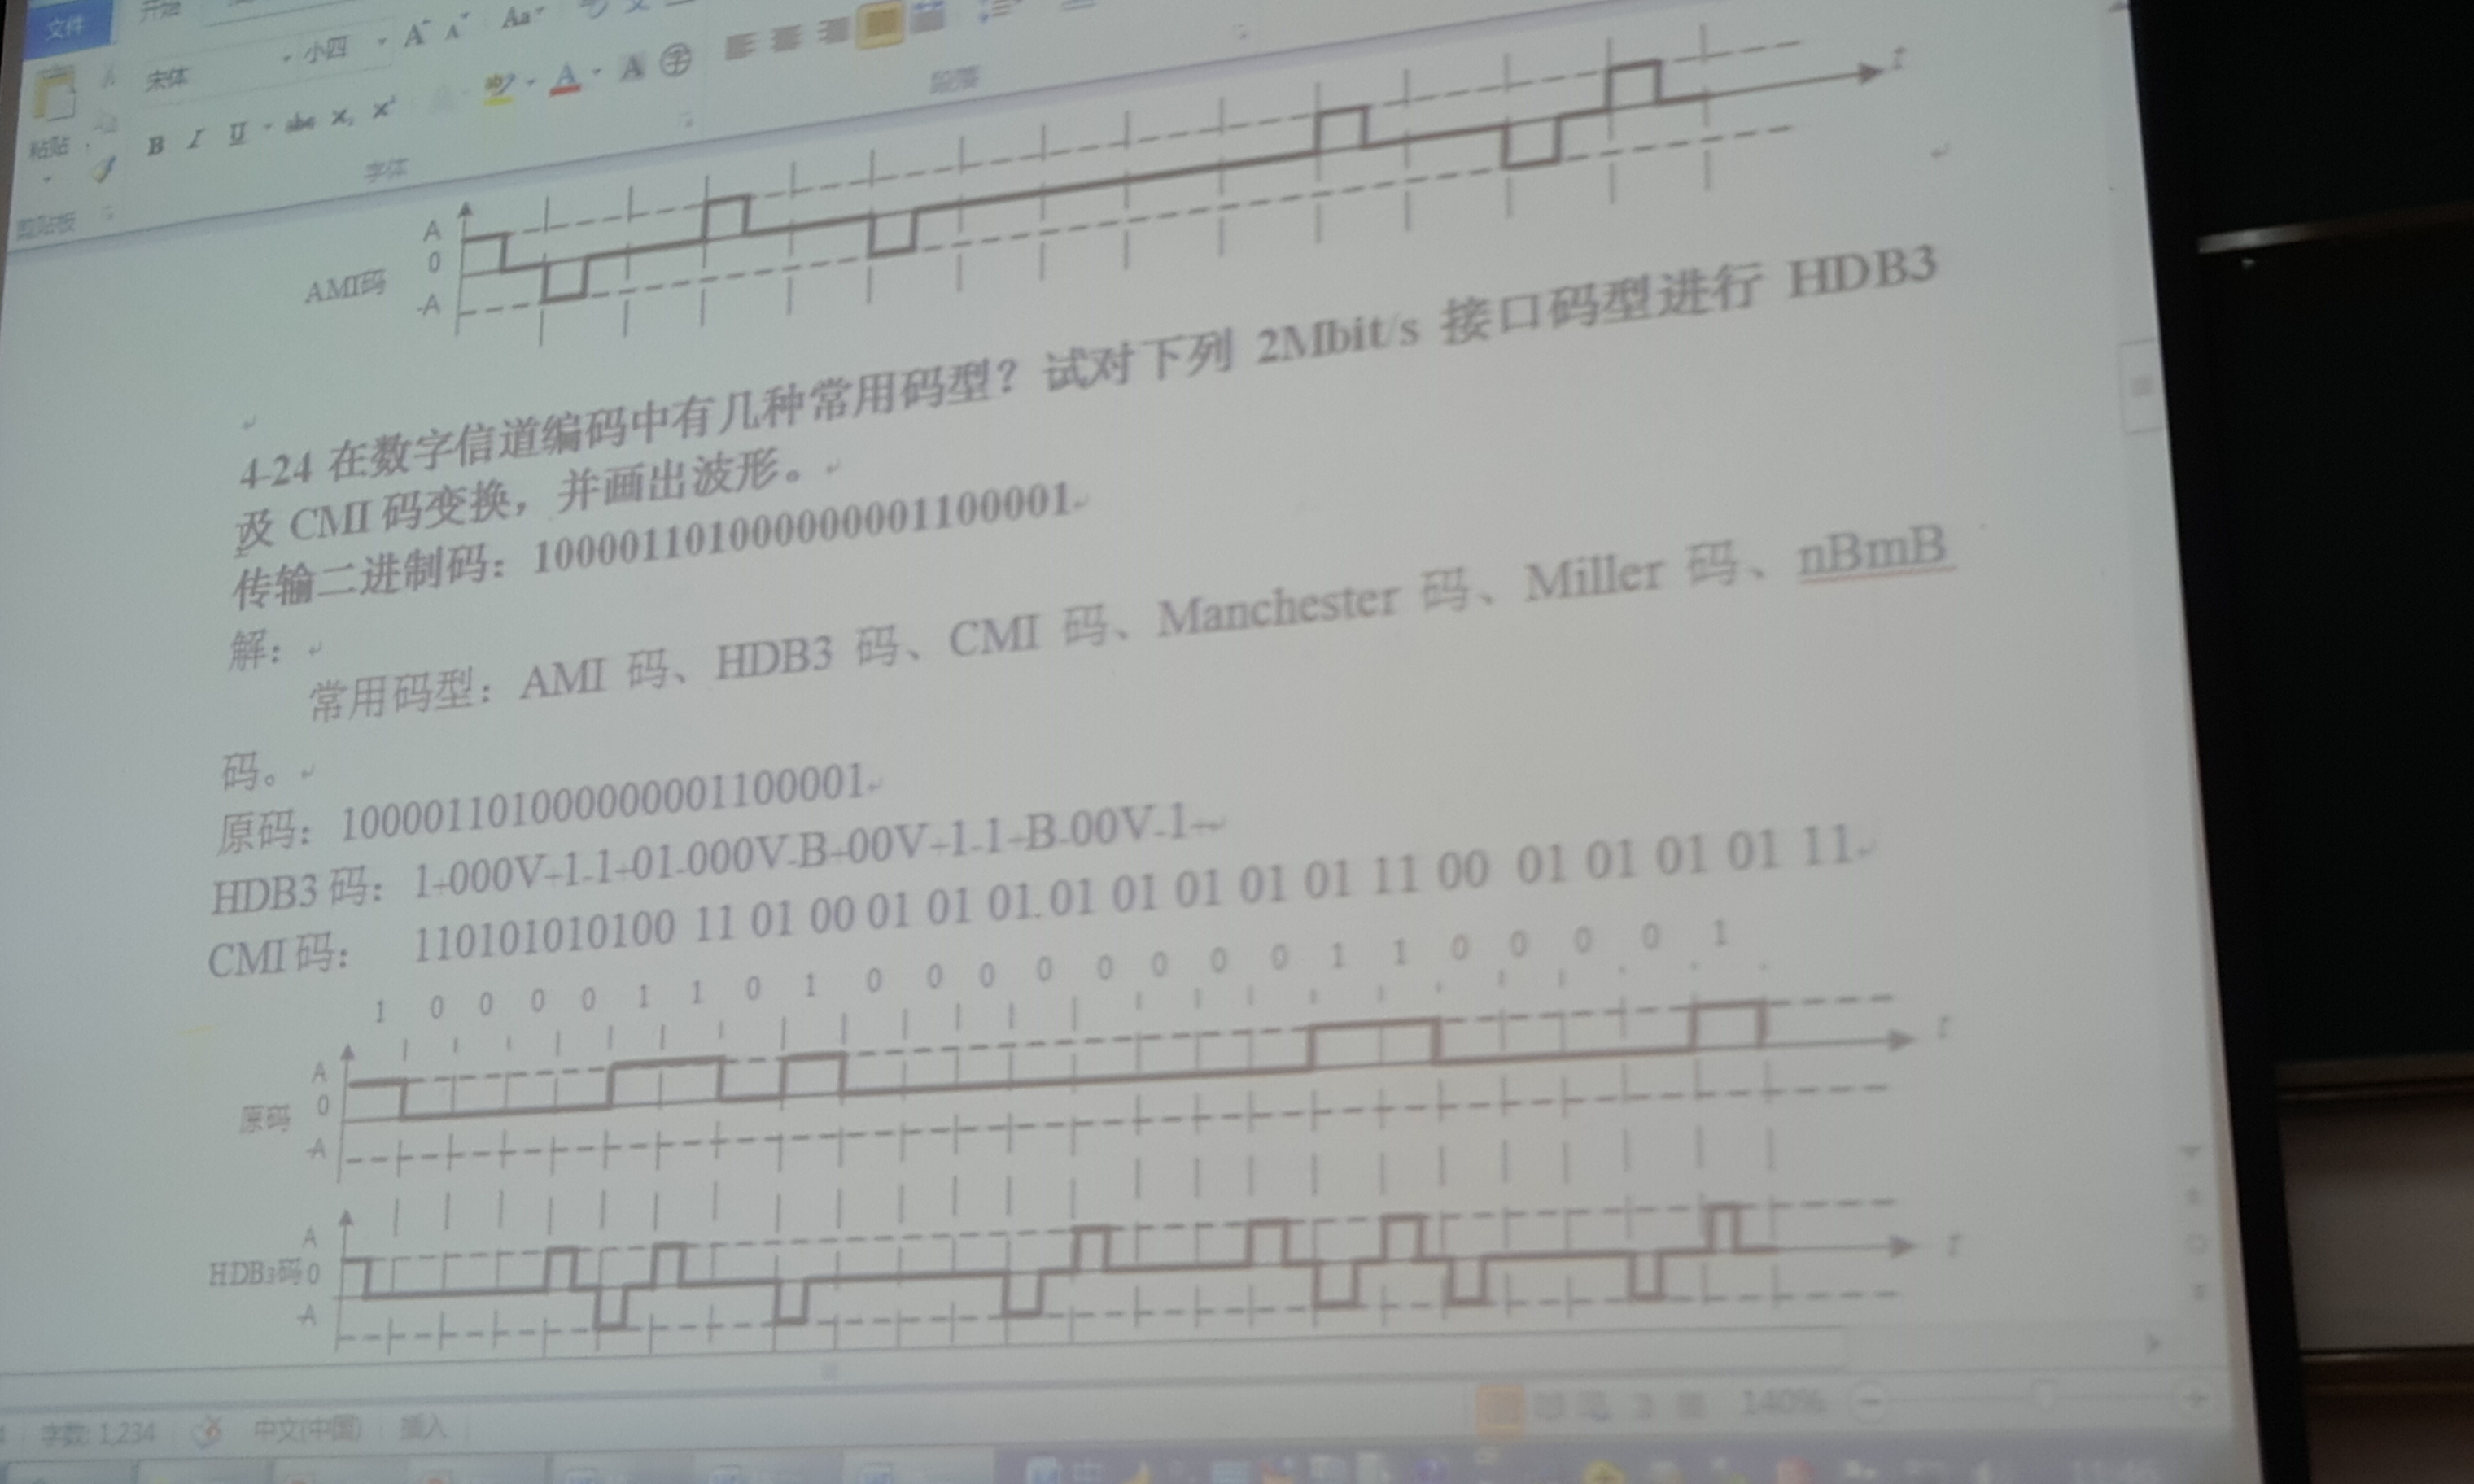 文件 开始
宋体 小四 A A Aa
粘贴 B I U abc X₂ X² A A 字
剪贴板 字体 段落
A
0
-A
AMI码
t
4-24 在数字信道编码中有几种常用码型？试对下列 2Mbit/s 接口码型进行 HDB3
及 CMI 码变换，并画出波形。
传输二进制码：1000011010000000001100001
解：
常用码型：AMI 码、HDB3 码、CMI 码、Manchester 码、Miller 码、nBmB
码。
原码：1000011010000000001100001
HDB3 码：1+000V+1-1+01-000V-B+00V+1-1+B-00V-1+
CMI 码： 110101010100 11 01 00 01 01 01 01 01 01 01 01 11 00 01 01 01 01 11
1 0 0 0 0 1 1 0 1 0 0 0 0 0 0 0 0 1 1 0 0 0 0 1
A
原码 0
-A
t
A
HDB3码 0
-A
t
字数: 1,234 中文(中国) 插入 140%